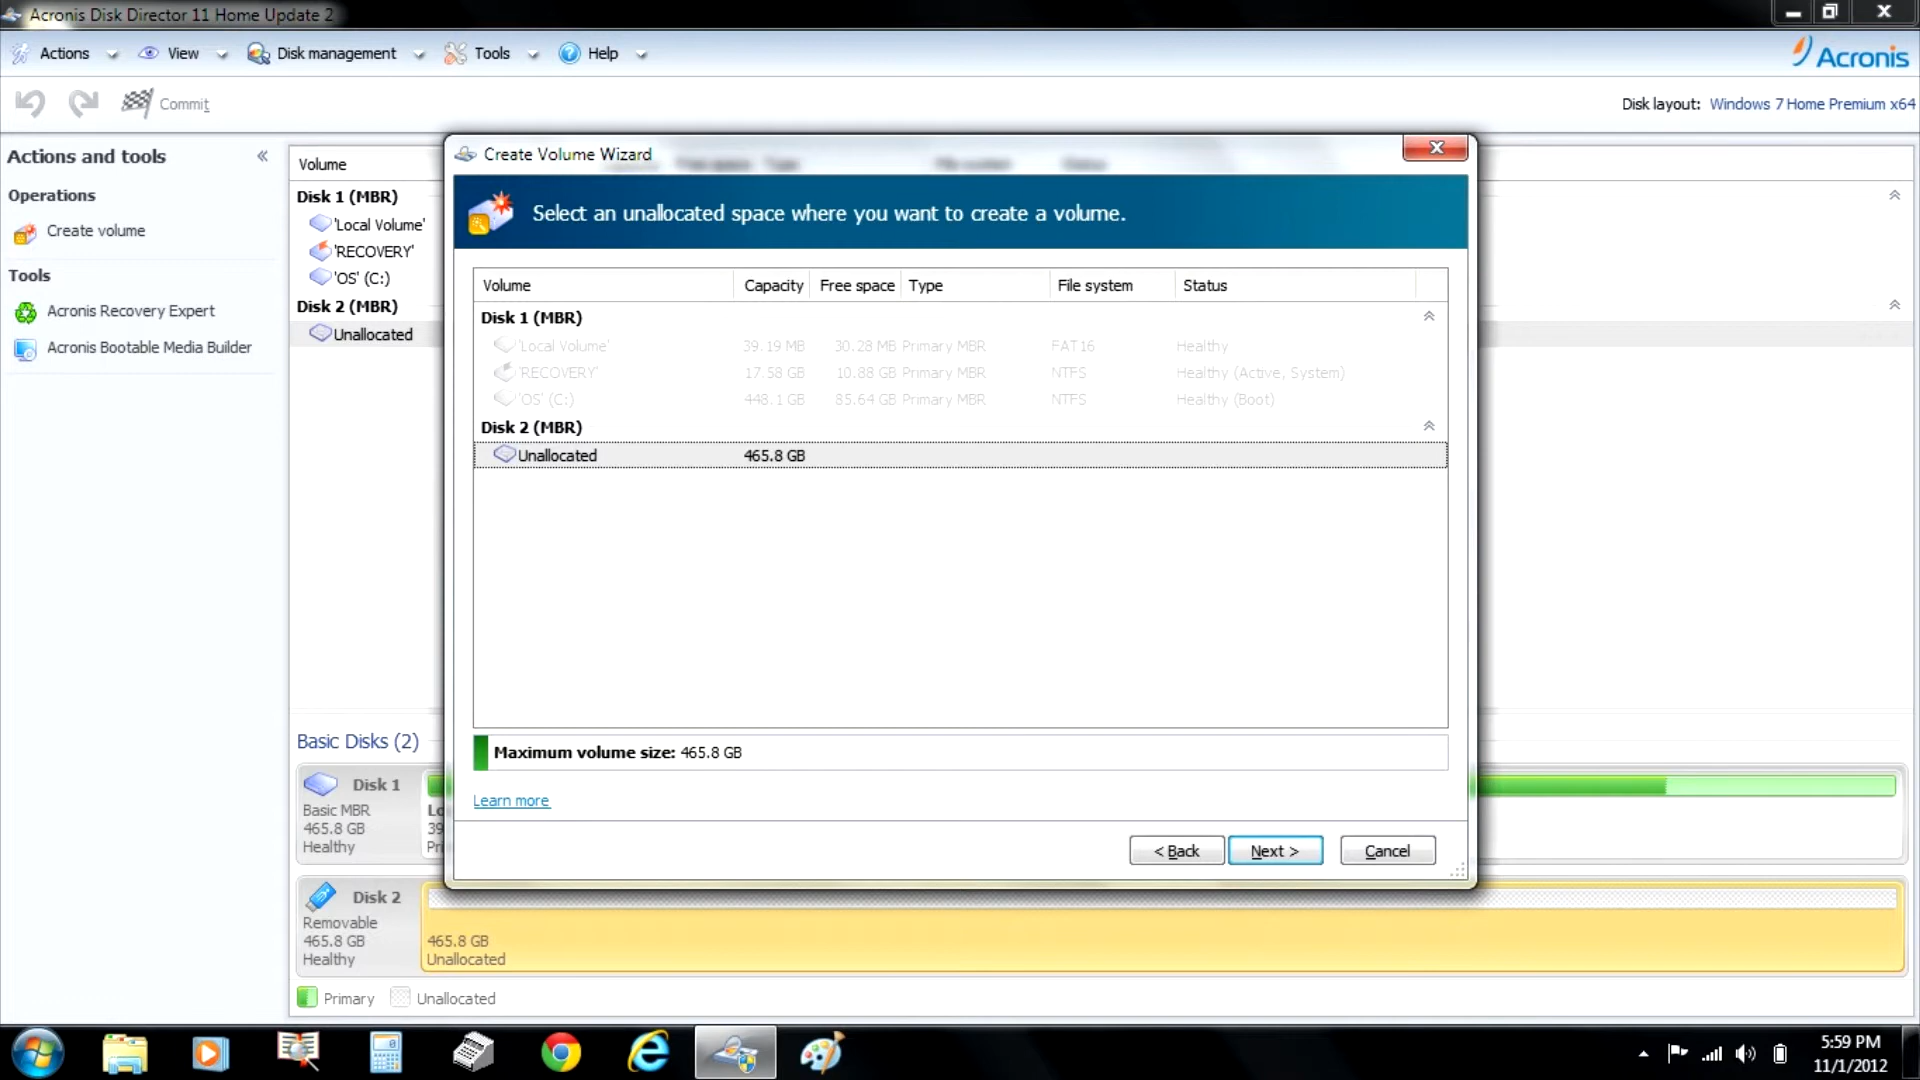 Acronis Disk Director 11 Home Update 2
Actions View Disk management Tools Help
Acronis
Commit
Disk layout: Windows 7 Home Premium x64
Actions and tools
Operations
Create volume
Tools
Acronis Recovery Expert
Acronis Bootable Media Builder
Volume
Disk 1 (MBR)
'Local Volume'
'RECOVERY'
'OS' (C:)
Disk 2 (MBR)
Unallocated
Create Volume Wizard
Select an unallocated space where you want to create a volume.
Volume Capacity Free space Type File system Status
Disk 1 (MBR)
'Local Volume' 39.19 MB 30.28 MB Primary MBR FAT16 Healthy
'RECOVERY' 17.58 GB 10.88 GB Primary MBR NTFS Healthy (Active, System)
'OS' (C:) 448.1 GB 85.64 GB Primary MBR NTFS Healthy (Boot)
Disk 2 (MBR)
Unallocated 465.8 GB
Maximum volume size: 465.8 GB
Learn more
< Back Next > Cancel
Basic Disks (2)
Disk 1
Basic MBR
465.8 GB
Healthy
Lo
39
Pri
Disk 2
Removable
465.8 GB
Healthy
465.8 GB
Unallocated
Primary Unallocated
5:59 PM
11/1/2012